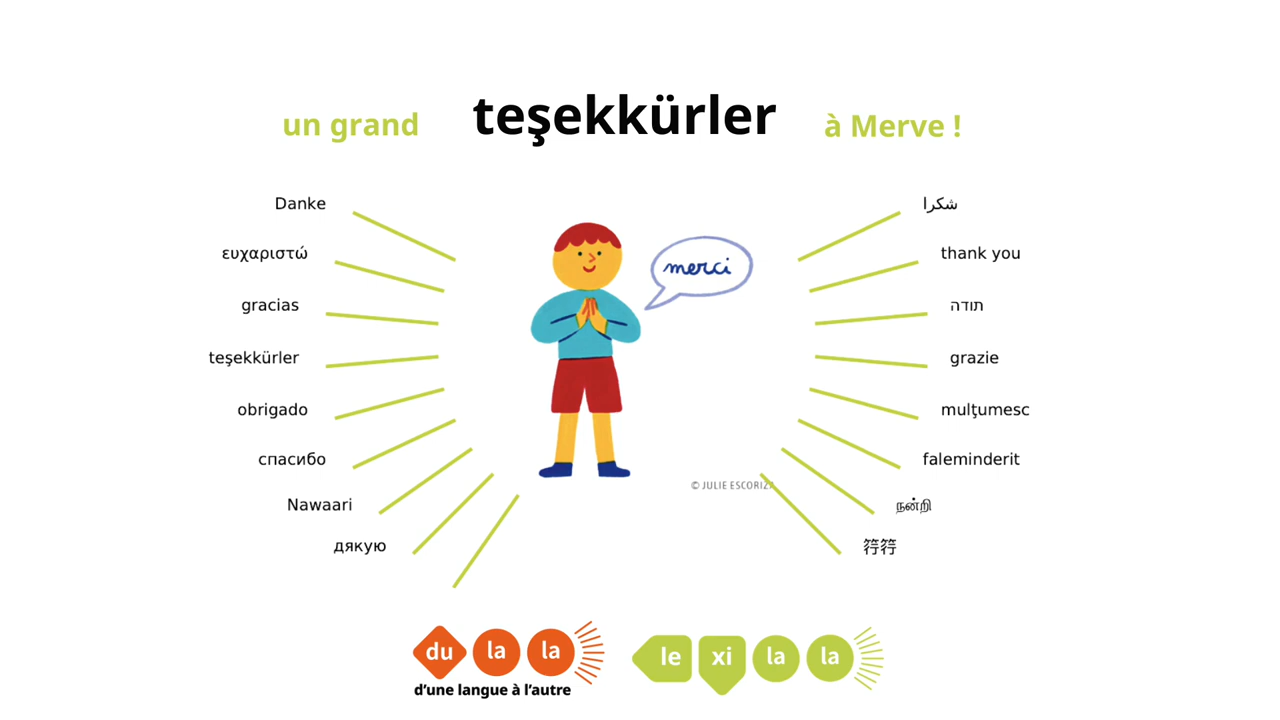 un grand teşekkürler à Merve !
Danke
ευχαριστώ
gracias
teşekkürler
obrigado
спасибо
Nawaari
дякую
merci
© JULIE ESCORIZA
شكرا
thank you
תודה
grazie
mulţumesc
faleminderit
நன்றி
du la la
d’une langue à l’autre
le xi la la